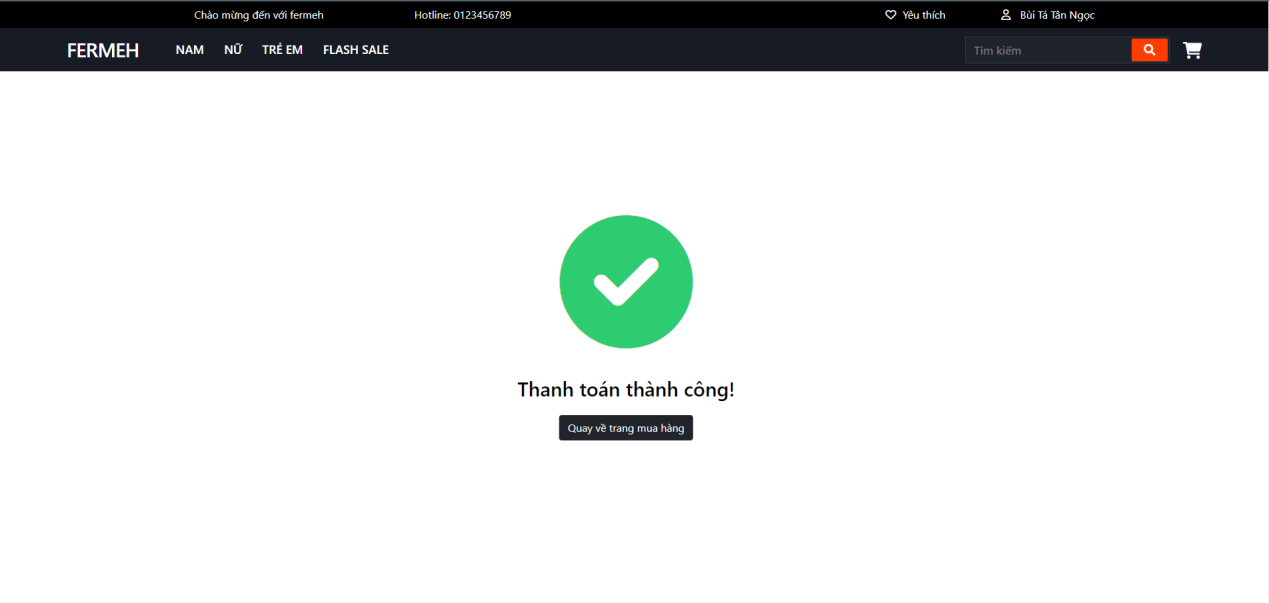 Chào mừng đến với fermeh Hotline: 0123456789 Yêu thích Bùi Tá Tân Ngọc
FERMEH NAM NỮ TRẺ EM FLASH SALE Tìm kiếm
Thanh toán thành công!
Quay về trang mua hàng